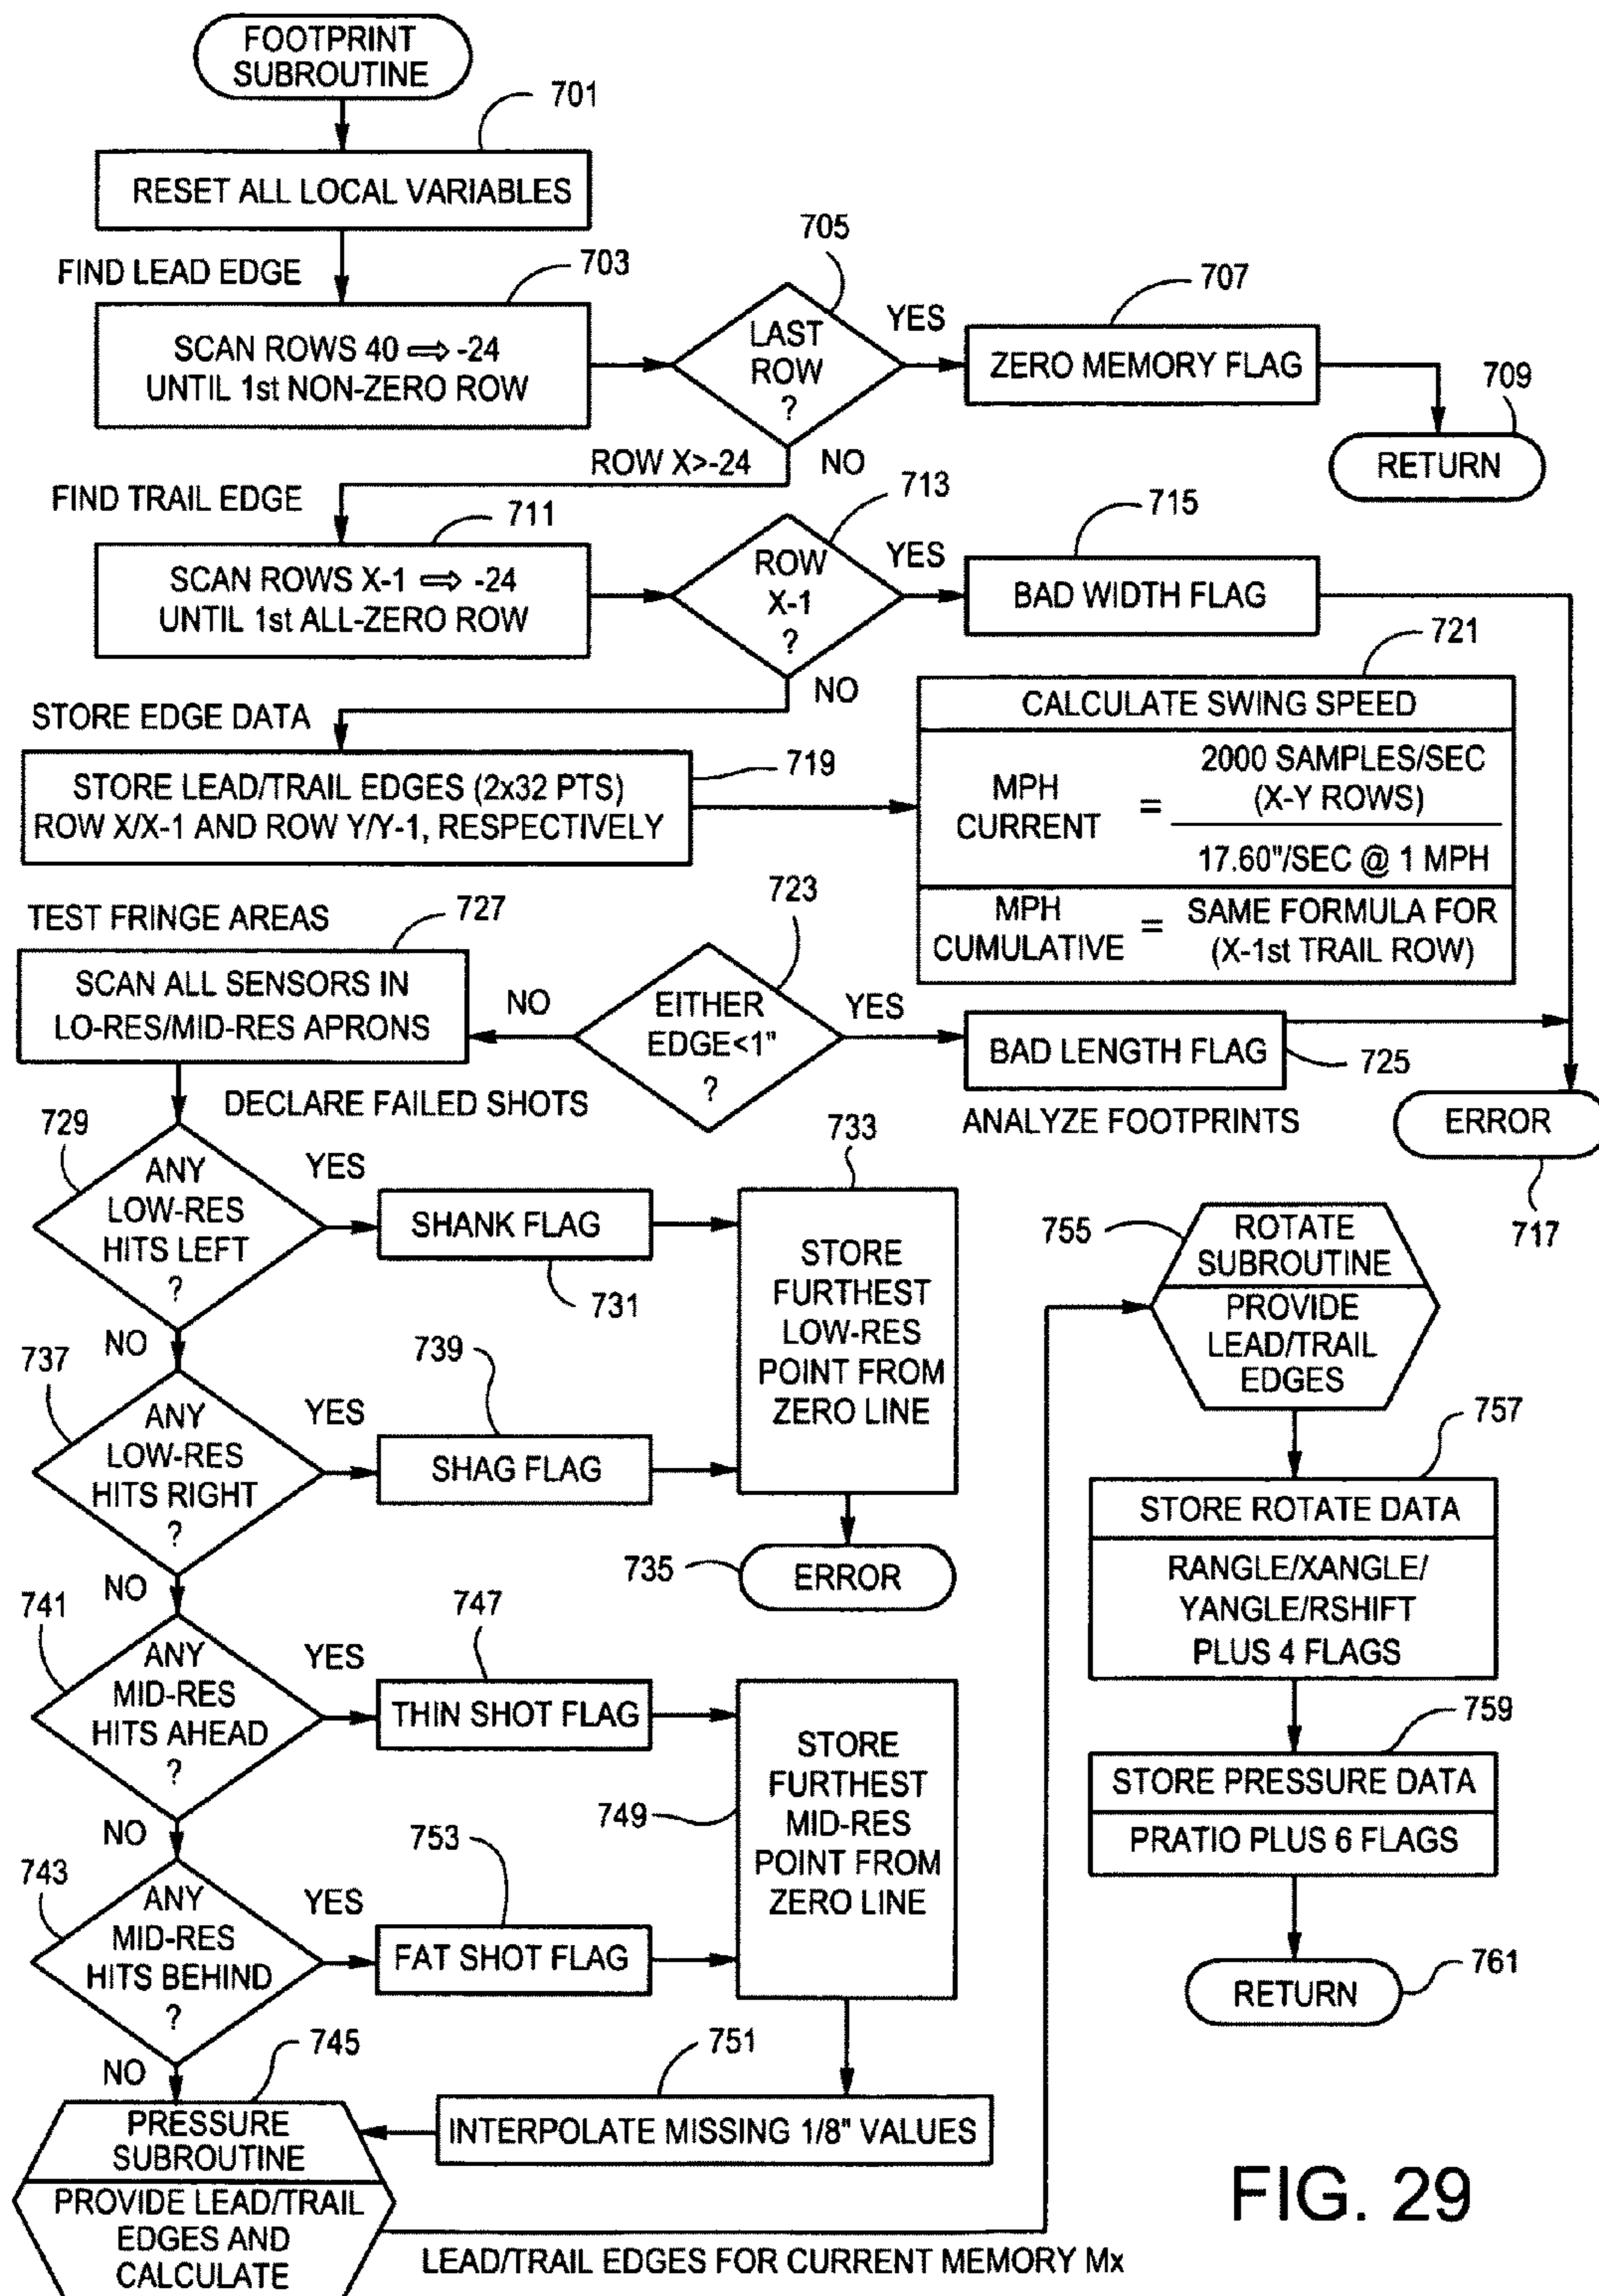 FOOTPRINT
SUBROUTINE
701
RESET ALL LOCAL VARIABLES
FIND LEAD EDGE
703
SCAN ROWS 40 ⇒ -24
UNTIL 1st NON-ZERO ROW
705
LAST
ROW
?
YES
707
ZERO MEMORY FLAG
709
RETURN
ROW X>-24
NO
FIND TRAIL EDGE
711
SCAN ROWS X-1 ⇒ -24
UNTIL 1st ALL-ZERO ROW
713
ROW
X-1
?
YES
715
BAD WIDTH FLAG
NO
STORE EDGE DATA
719
STORE LEAD/TRAIL EDGES (2x32 PTS)
ROW X/X-1 AND ROW Y/Y-1, RESPECTIVELY
721
CALCULATE SWING SPEED
MPH
CURRENT
=
2000 SAMPLES/SEC
(X-Y ROWS)
17.60"/SEC @ 1 MPH
MPH
CUMULATIVE
=
SAME FORMULA FOR
(X-1st TRAIL ROW)
TEST FRINGE AREAS
727
SCAN ALL SENSORS IN
LO-RES/MID-RES APRONS
NO
723
EITHER
EDGE<1"
?
YES
BAD LENGTH FLAG
725
DECLARE FAILED SHOTS
ANALYZE FOOTPRINTS
ERROR
717
729
ANY
LOW-RES
HITS LEFT
?
YES
SHANK FLAG
731
733
STORE
FURTHEST
LOW-RES
POINT FROM
ZERO LINE
NO
737
ANY
LOW-RES
HITS RIGHT
?
YES
739
SHAG FLAG
735
ERROR
NO
741
ANY
MID-RES
HITS AHEAD
?
YES
747
THIN SHOT FLAG
749
STORE
FURTHEST
MID-RES
POINT FROM
ZERO LINE
NO
743
ANY
MID-RES
HITS BEHIND
?
YES
753
FAT SHOT FLAG
NO
745
751
INTERPOLATE MISSING 1/8" VALUES
PRESSURE
SUBROUTINE
PROVIDE LEAD/TRAIL
EDGES AND
CALCULATE
LEAD/TRAIL EDGES FOR CURRENT MEMORY Mx
755
ROTATE
SUBROUTINE
PROVIDE
LEAD/TRAIL
EDGES
757
STORE ROTATE DATA
RANGLE/XANGLE/
YANGLE/RSHIFT
PLUS 4 FLAGS
759
STORE PRESSURE DATA
PRATIO PLUS 6 FLAGS
761
RETURN
FIG. 29